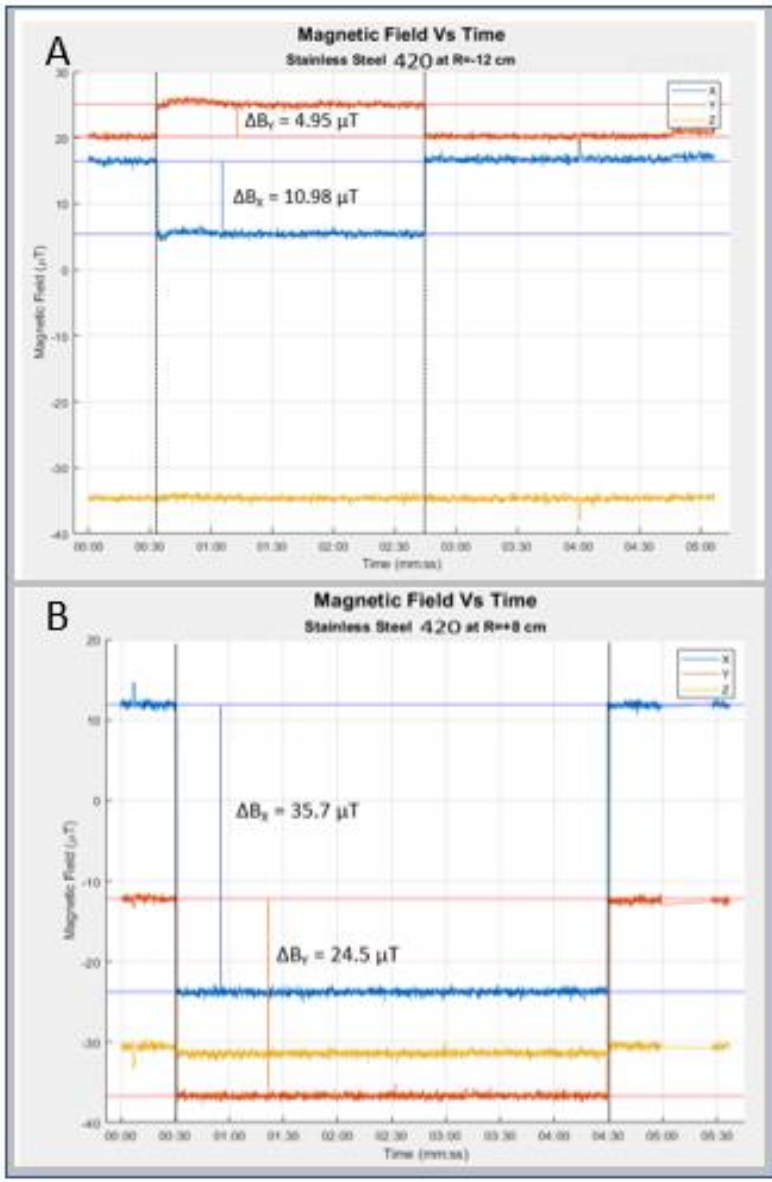 A
Magnetic Field Vs Time
Stainless Steel 420 at R=-12 cm
30
20
10
0
-10
-20
-30
-40
Magnetic Field (μT)
X
Y
Z
ΔBY = 4.95 μT
ΔBX = 10.98 μT
00:00 00:30 01:00 01:30 02:00 02:30 03:00 03:30 04:00 04:30 05:00
Time (mm:ss)
B
Magnetic Field Vs Time
Stainless Steel 420 at R=+8 cm
20
10
0
-10
-20
-30
-40
Magnetic Field (μT)
X
Y
Z
ΔBX = 35.7 μT
ΔBY = 24.5 μT
00:00 00:30 01:00 01:30 02:00 02:30 03:00 03:30 04:00 04:30 05:00 05:30
Time (mm:ss)